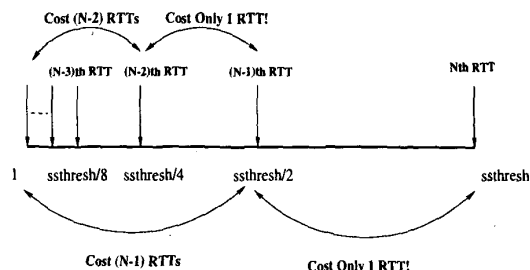 Cost (N-2) RTTs Cost Only 1 RTT!
(N-3)th RTT (N-2)th RTT (N-1)th RTT Nth RTT
1 ssthresh/8 ssthresh/4 ssthresh/2 ssthresh
Cost (N-1) RTTs Cost Only 1 RTT!